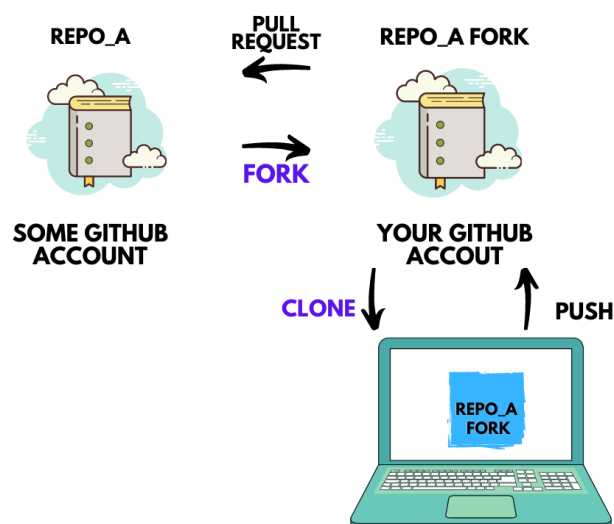 REPO_A
PULL
REQUEST
REPO_A FORK
FORK
SOME GITHUB
ACCOUNT
YOUR GITHUB
ACCOUT
CLONE
PUSH
REPO_A
FORK